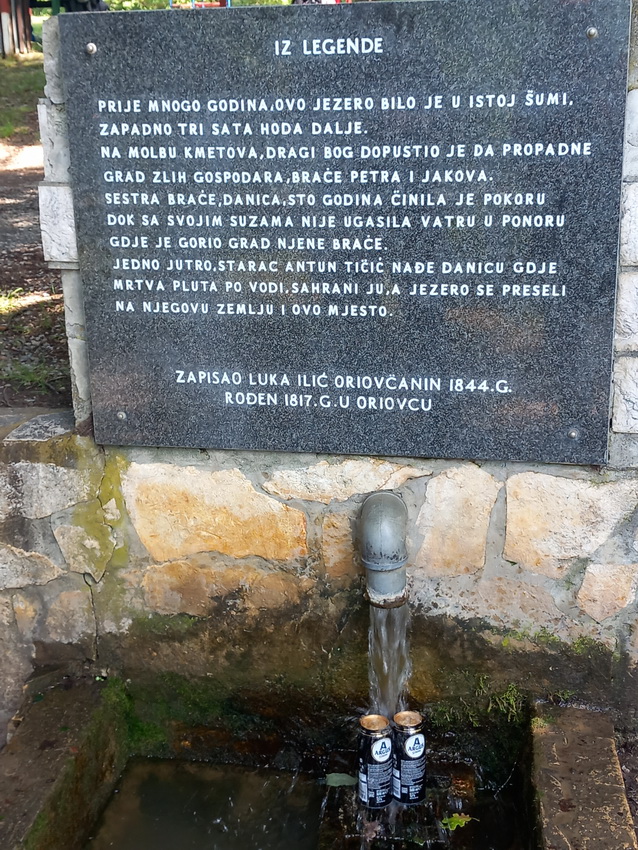 IZ LEGENDE
PRIJE MNOGO GODINA,OVO JEZERO BILO JE U ISTOJ ŠUMI,
ZAPADNO TRI SATA HODA DALJE.
NA MOLBU KMETOVA,DRAGI BOG DOPUSTIO JE DA PROPADNE
GRAD ZLIH GOSPODARA,BRAĆE PETRA I JAKOVA.
SESTRA BRAĆE,DANICA,STO GODINA ČINILA JE POKORU
DOK SA SVOJIM SUZAMA NIJE UGASILA VATRU U PONORU
GDJE JE GORIO GRAD NJENE BRAĆE.
JEDNO JUTRO,STARAC ANTUN TIČIĆ NAĐE DANICU GDJE
MRTVA PLUTA PO VODI,SAHRANI JU,A JEZERO SE PRESELI
NA NJEGOVU ZEMLJU I OVO MJESTO.
ZAPISAO LUKA ILIĆ ORIOVČANIN 1844.G.
ROĐEN 1817.G.U ORIOVCU
A A
ARGUS